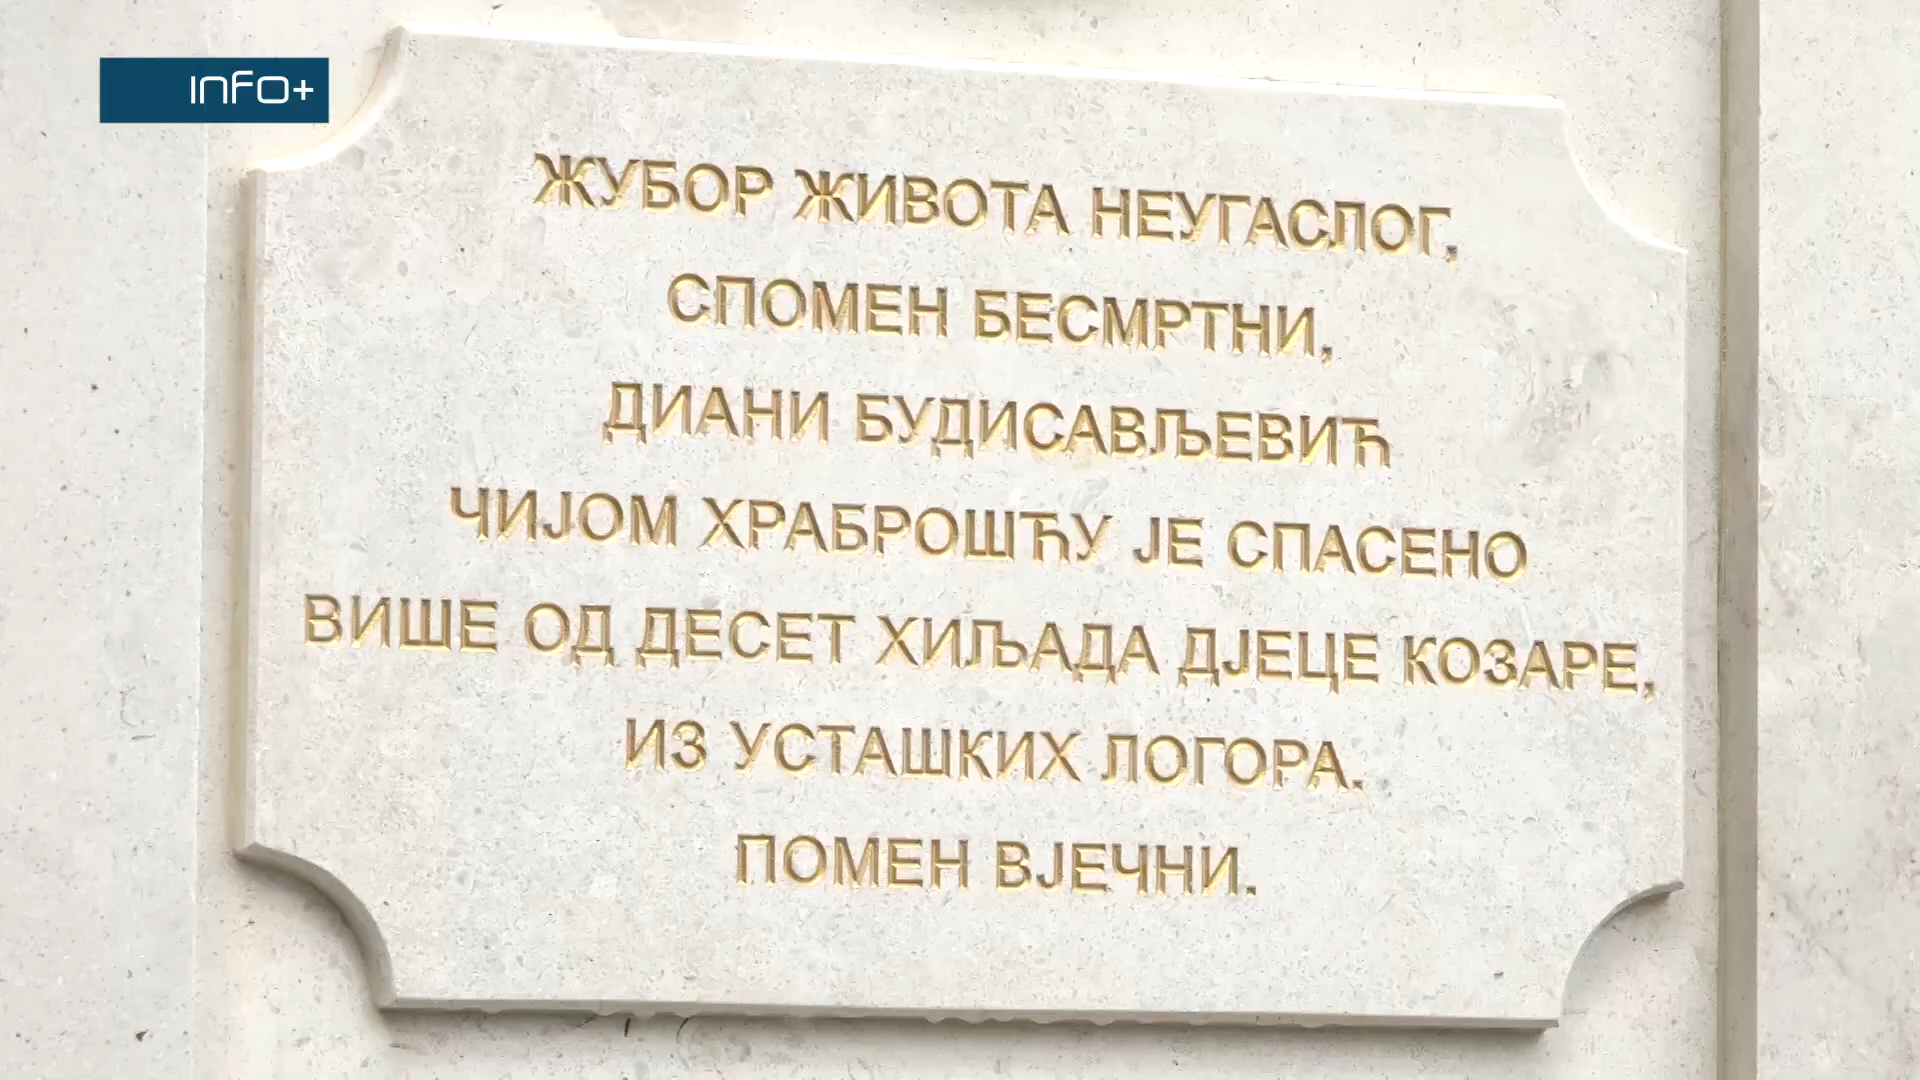 INFO+
ЖУБОР ЖИВОТА НЕУГАСЛОГ,
СПОМЕН БЕСМРТНИ,
ДИАНИ БУДИСАВЉЕВИЋ
ЧИЈОМ ХРАБРОШЋУ ЈЕ СПАСЕНО
ВИШЕ ОД ДЕСЕТ ХИЉАДА ДЈЕЦЕ КОЗАРЕ,
ИЗ УСТАШКИХ ЛОГОРА.
ПОМЕН ВЈЕЧНИ.